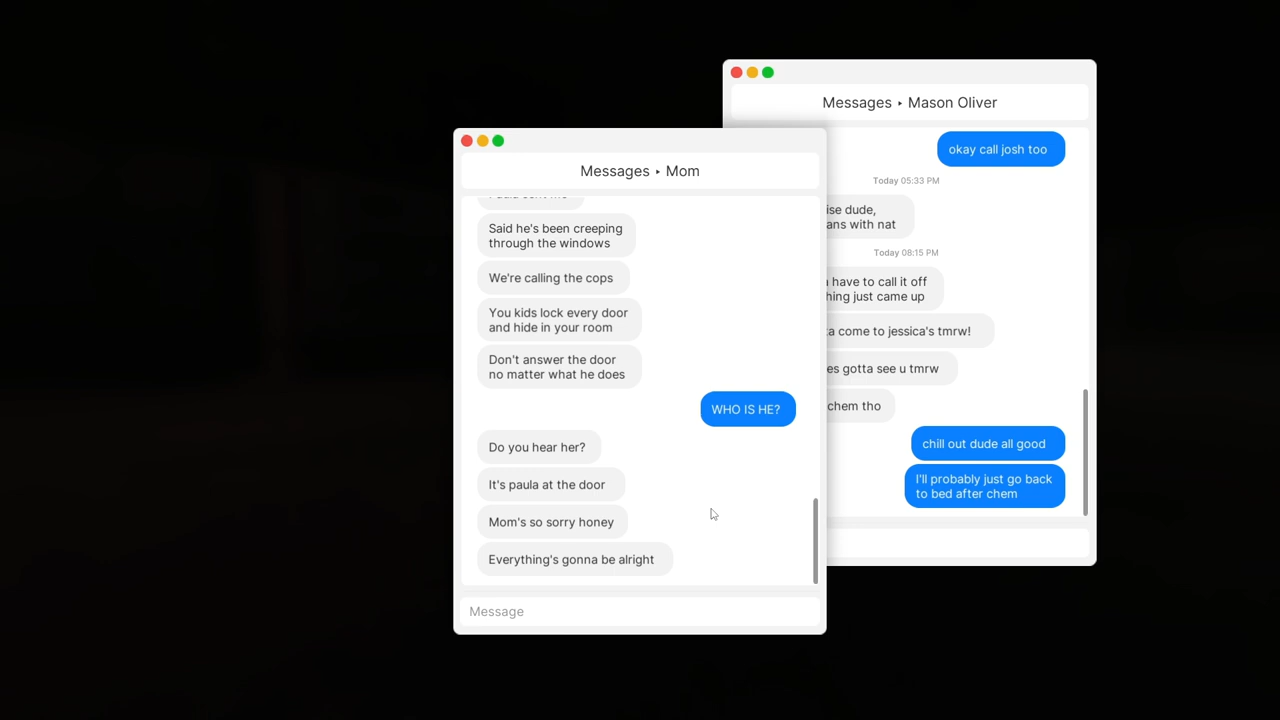 Messages ‣ Mason Oliver
okay call josh too
Today 05:33 PM
ise dude,
ans with nat
Today 08:15 PM
have to call it off
hing just came up
a come to jessica's tmrw!
es gotta see u tmrw
chem tho
chill out dude all good
I'll probably just go back
to bed after chem
Messages ‣ Mom
Said he's been creeping
through the windows
We're calling the cops
You kids lock every door
and hide in your room
Don't answer the door
no matter what he does
WHO IS HE?
Do you hear her?
It's paula at the door
Mom's so sorry honey
Everything's gonna be alright
Message